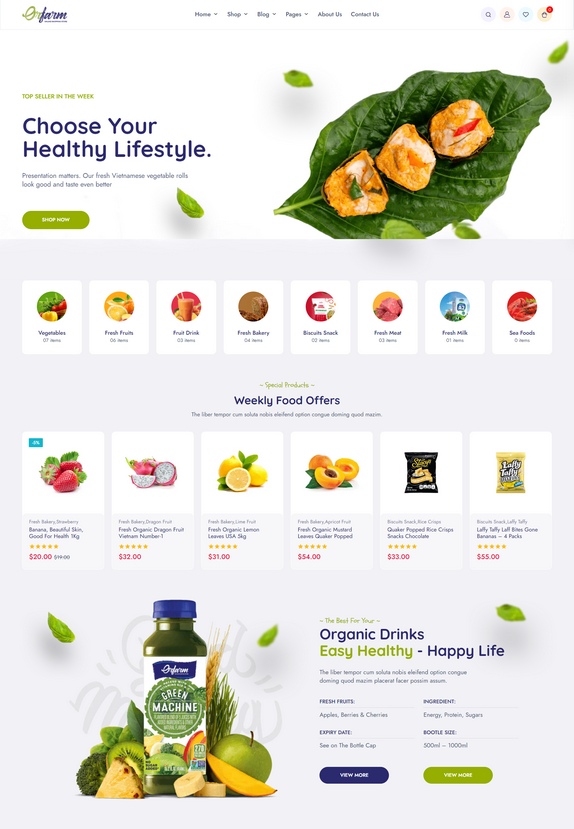 Orfarm
Home
Shop
Blog
Pages
About Us
Contact Us
0
TOP SELLER IN THE WEEK
Choose Your
Healthy Lifestyle.
Presentation matters. Our fresh Vietnamese vegetable rolls
look good and taste even better
SHOP NOW
Vegetables
07 items
Fresh Fruits
06 items
Fruit Drink
03 items
Fresh Bakery
04 items
Biscuits Snack
02 items
Fresh Meat
03 items
Fresh Milk
01 items
Sea Foods
0 items
~ Special Products ~
Weekly Food Offers
The liber tempor cum soluta nobis eleifend option congue doming quod mazim.
-5%
Fresh Bakery,Strawberry
Banana, Beautiful Skin,
Good For Health 1Kg
$20.00 $19.00
Fresh Bakery,Dragon Fruit
Fresh Organic Dragon Fruit
Vietnam Number-1
$32.00
Fresh Bakery,Lime Fruit
Fresh Organic Lemon
Leaves USA 5kg
$31.00
Fresh Bakery,Apricot Fruit
Fresh Organic Mustard
Leaves Quaker Popped
$54.00
Biscuits Snack,Rice Crisps
Quaker Popped Rice Crisps
Snacks Chocolate
$33.00
Laffy
Taffy
Biscuits Snack,Laffy Taffy
Laffy Taffy Laff Bites Gone
Bananas – 4 Packs
$55.00
Orfarm
GREEN
MACHINE
~ The Best For Your ~
Organic Drinks
Easy Healthy - Happy Life
The liber tempor cum soluta nobis eleifend option congue
doming quod mazim placerat facer possim assum.
FRESH FRUITS:
Apples, Berries & Cherries
INGREDIENT:
Energy, Protein, Sugars
EXPIRY DATE:
See on The Bottle Cap
BOOTLE SIZE:
500ml – 1000ml
VIEW MORE
VIEW MORE